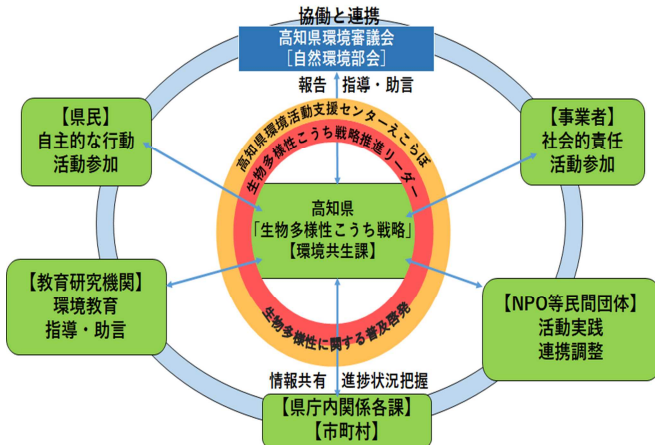 協働と連携
高知県環境審議会
［自然環境部会］
報告 指導・助言
【県民】
自主的な行動
活動参加
【事業者】
社会的責任
活動参加
高知県環境活動支援センターえこらぼ
生物多様性こうち戦略推進リーダー
高知県
「生物多様性こうち戦略」
【環境共生課】
生物多様性に関する普及啓発
【教育研究機関】
環境教育
指導・助言
【NPO等民間団体】
活動実践
連携調整
情報共有 進捗状況把握
【県庁内関係各課】
【市町村】